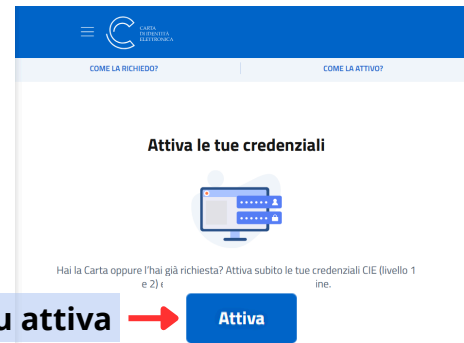 CARTA
DI IDENTITÀ
ELETTRONICA
COME LA RICHIEDO?
COME LA ATTIVO?
Attiva le tue credenziali
Hai la Carta oppure l'hai già richiesta? Attiva subito le tue credenziali CIE (livello 1
e 2) ine.
u attiva
Attiva